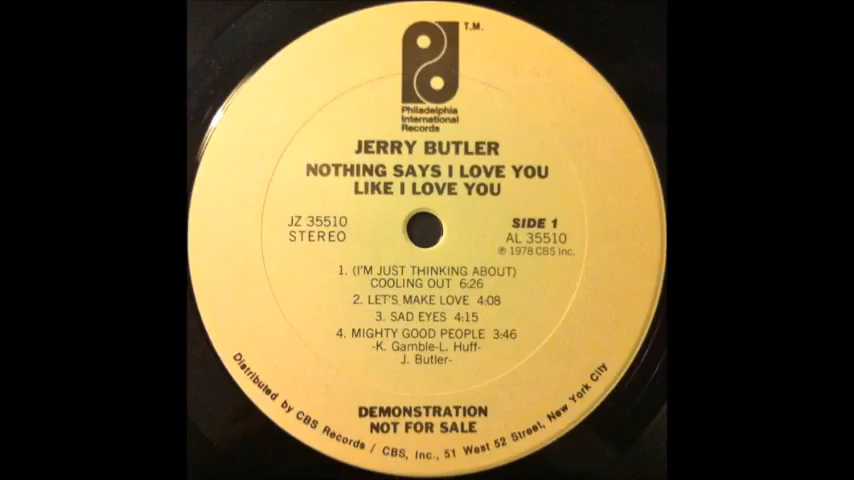 T.M.
Philadelphia
International
Records
JERRY BUTLER
NOTHING SAYS I LOVE YOU
LIKE I LOVE YOU
JZ 35510
STEREO
SIDE 1
AL 35510
℗ 1978 CBS Inc.
1. (I'M JUST THINKING ABOUT)
COOLING OUT 6:26
2. LET'S MAKE LOVE 4:08
3. SAD EYES 4:15
4. MIGHTY GOOD PEOPLE 3:46
-K. Gamble-L. Huff-
J. Butler-
DEMONSTRATION
NOT FOR SALE
Distributed by CBS Records / CBS, Inc., 51 West 52 Street, New York City